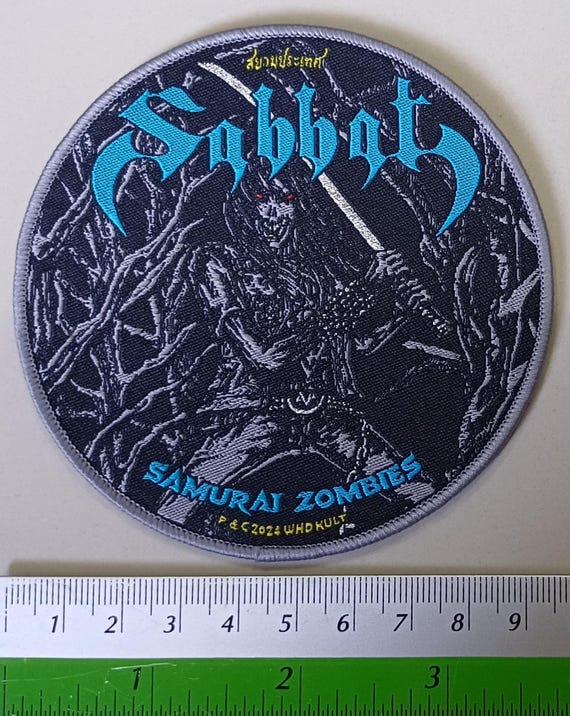 สยามประเทศ
Sabbat
SAMURAI ZOMBIES
P & C 2023 WHD KULT
1 2 3 4 5 6 7 8 9
1 2 3